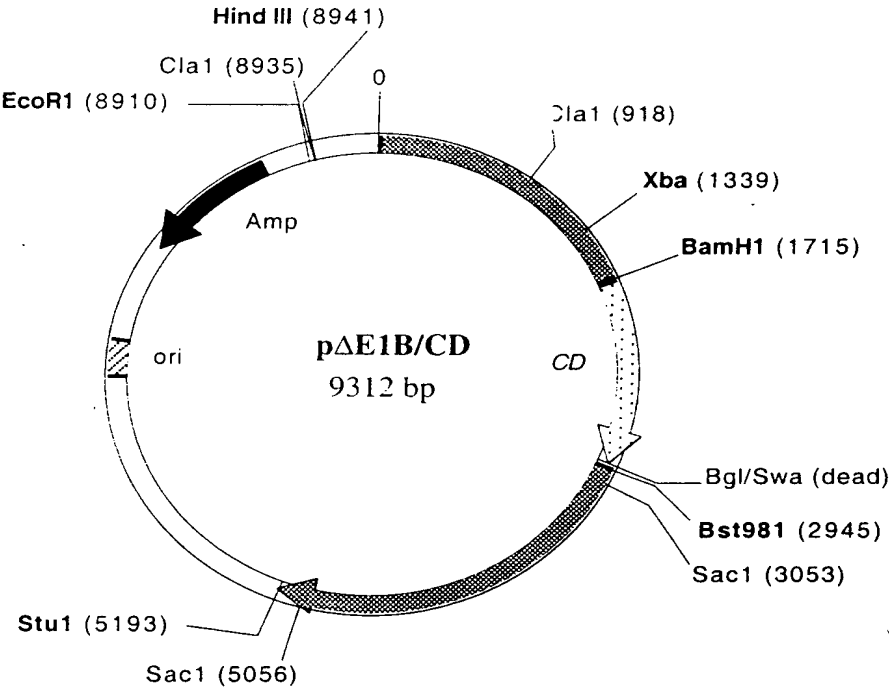 Hind III (8941)
Cla1 (8935)
0
EcoR1 (8910)
Cla1 (918)
Xba (1339)
Amp
BamH1 (1715)
pΔE1B/CD
ori
CD
9312 bp
Bgl/Swa (dead)
Bst981 (2945)
Sac1 (3053)
Stu1 (5193)
Sac1 (5056)